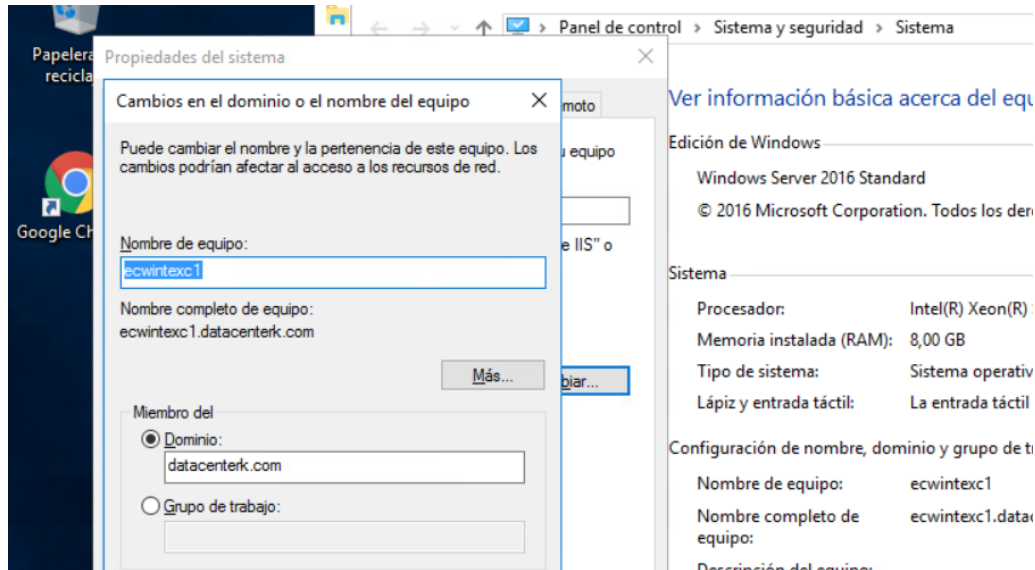 Papelera
recicla
Google Ch
Panel de control > Sistema y seguridad > Sistema
Propiedades del sistema
Cambios en el dominio o el nombre del equipo
moto
Puede cambiar el nombre y la pertenencia de este equipo. Los
cambios podrían afectar al acceso a los recursos de red.
equipo
Nombre de equipo:
e IIS" o
ecwintexc1
Nombre completo de equipo:
ecwintexc1.datacenterk.com
Más...
biar...
Miembro del
Dominio:
datacenterk.com
Grupo de trabajo:
Ver información básica acerca del equ
Edición de Windows
Windows Server 2016 Standard
© 2016 Microsoft Corporation. Todos los der
Sistema
Procesador: Intel(R) Xeon(R)
Memoria instalada (RAM): 8,00 GB
Tipo de sistema: Sistema operativ
Lápiz y entrada táctil: La entrada táctil
Configuración de nombre, dominio y grupo de t
Nombre de equipo: ecwintexc1
Nombre completo de ecwintexc1.datac
equipo:
Descripción del equipo: